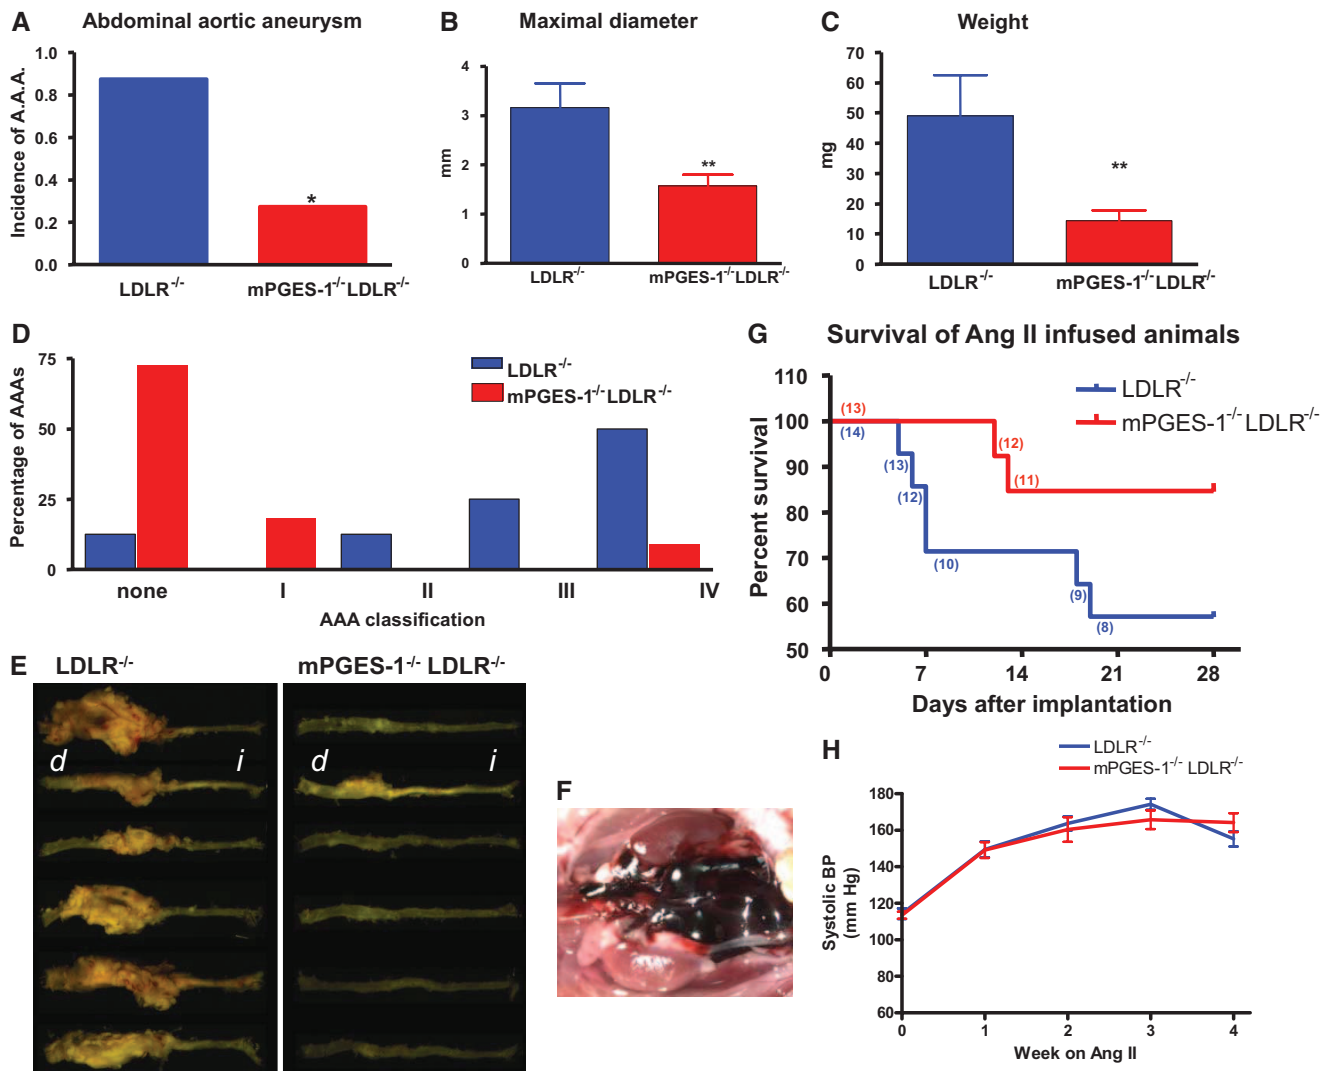 A Abdominal aortic aneurysm
Incidence of A.A.A.
1.0
0.8
0.6
0.4
0.2
0.0
*
LDLR-/- mPGES-1-/-LDLR-/-
B Maximal diameter
mm
4
3
2
1
0
**
LDLR-/- mPGES-1-/-LDLR-/-
C Weight
mg
70
60
50
40
30
20
10
0
**
LDLR-/- mPGES-1-/-LDLR-/-
D
Percentage of AAAs
75
50
25
0
LDLR-/-
mPGES-1-/-LDLR-/-
none I II III IV
AAA classification
E LDLR-/- mPGES-1-/- LDLR-/-
d i d i
F
G Survival of Ang II infused animals
Percent survival
110
100
90
80
70
60
50
LDLR-/-
mPGES-1-/- LDLR-/-
(13)
(14)
(12)
(13)
(11)
(12)
(10)
(9)
(8)
0 7 14 21 28
Days after implantation
H
LDLR-/-
mPGES-1-/- LDLR-/-
Systolic BP
(mm Hg)
180
160
140
120
100
80
60
0 1 2 3 4
Week on Ang II